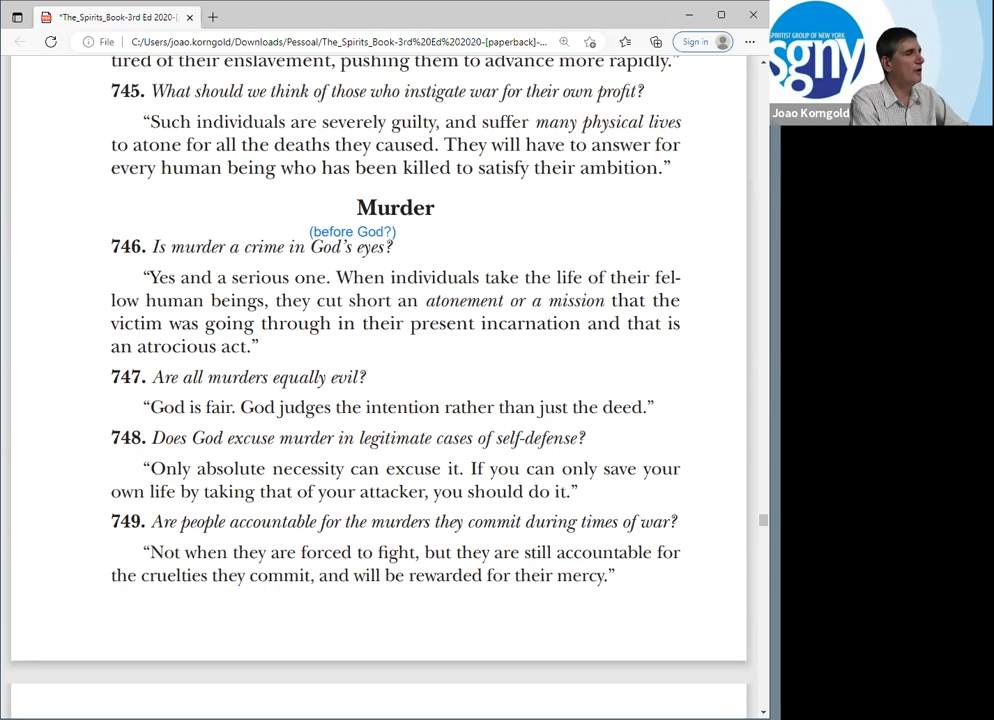 *The_Spirits_Book-3rd Ed 2020-[
File
C:/Users/joao.korngold/Downloads/Pessoal/The_Spirits_Book-3rd%20Ed%202020-[paperback]-...
Sign in
SPIRITIST GROUP OF NEW YORK
sgny
Joao Korngold
tired of their enslavement, pushing them to advance more rapidly.”
745. What should we think of those who instigate war for their own profit?
“Such individuals are severely guilty, and suffer many physical lives
to atone for all the deaths they caused. They will have to answer for
every human being who has been killed to satisfy their ambition.”
Murder
(before God?)
746. Is murder a crime in God’s eyes?
“Yes and a serious one. When individuals take the life of their fel-
low human beings, they cut short an atonement or a mission that the
victim was going through in their present incarnation and that is
an atrocious act.”
747. Are all murders equally evil?
“God is fair. God judges the intention rather than just the deed.”
748. Does God excuse murder in legitimate cases of self-defense?
“Only absolute necessity can excuse it. If you can only save your
own life by taking that of your attacker, you should do it.”
749. Are people accountable for the murders they commit during times of war?
“Not when they are forced to fight, but they are still accountable for
the cruelties they commit, and will be rewarded for their mercy.”